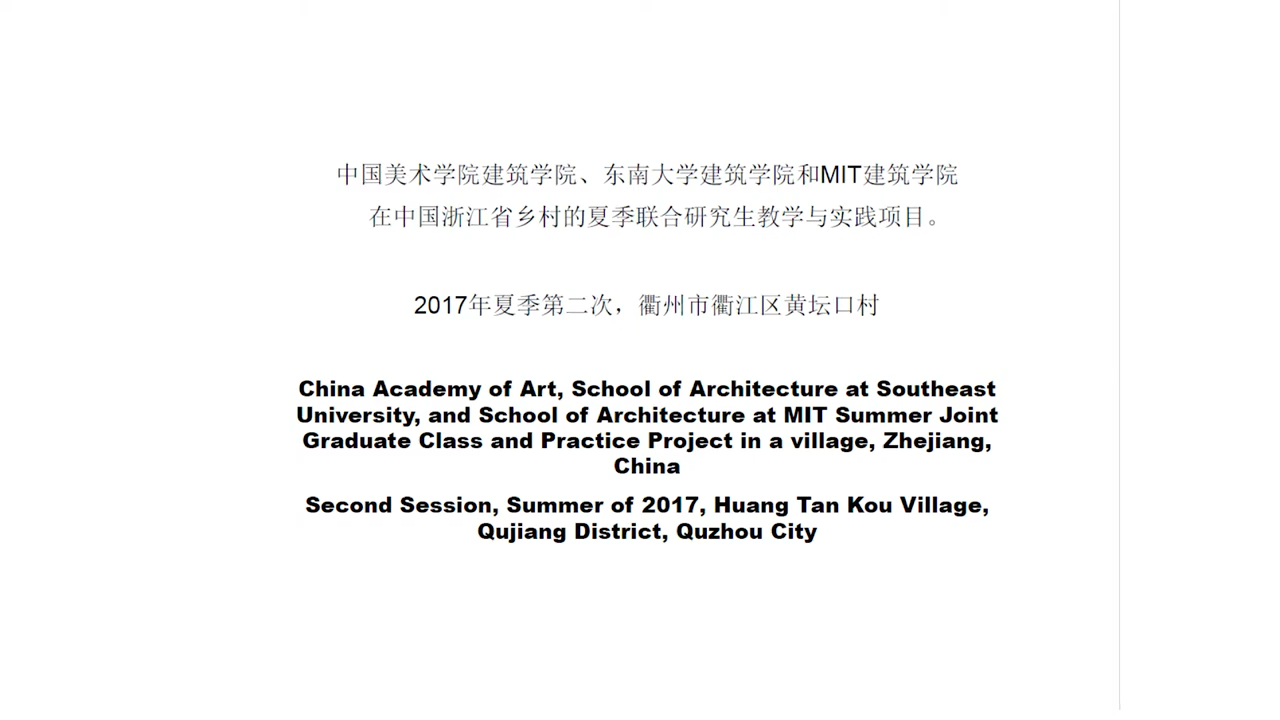 中国美术学院建筑学院、东南大学建筑学院和MIT建筑学院
在中国浙江省乡村的夏季联合研究生教学与实践项目。
2017年夏季第二次，衢州市衢江区黄坛口村
China Academy of Art, School of Architecture at Southeast
University, and School of Architecture at MIT Summer Joint
Graduate Class and Practice Project in a village, Zhejiang,
China
Second Session, Summer of 2017, Huang Tan Kou Village,
Qujiang District, Quzhou City